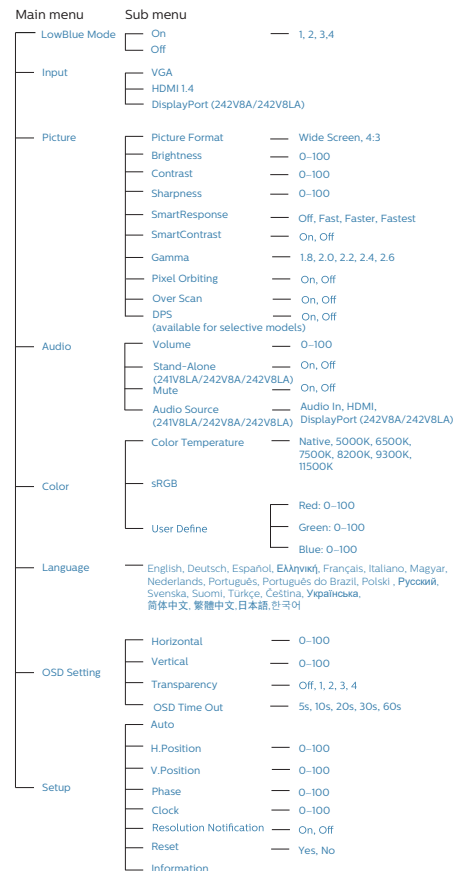 Main menu Sub menu
LowBlue Mode On 1, 2, 3,4
Off
Input VGA
HDMI 1.4
DisplayPort (242V8A/242V8LA)
Picture Picture Format Wide Screen, 4:3
Brightness 0–100
Contrast 0–100
Sharpness 0–100
SmartResponse Off, Fast, Faster, Fastest
SmartContrast On, Off
Gamma 1.8, 2.0, 2.2, 2.4, 2.6
Pixel Orbiting On, Off
Over Scan On, Off
DPS On, Off
(available for selective models)
Audio Volume 0–100
Stand-Alone On, Off
(241V8LA/242V8A/242V8LA)
Mute On, Off
Audio Source Audio In, HDMI,
(241V8LA/242V8A/242V8LA) DisplayPort (242V8A/242V8LA)
Color Color Temperature Native, 5000K, 6500K,
7500K, 8200K, 9300K,
11500K
sRGB
Red: 0–100
User Define Green: 0–100
Blue: 0–100
Language English, Deutsch, Español, Ελληνική, Français, Italiano, Magyar,
Nederlands, Português, Português do Brazil, Polski , Русский,
Svenska, Suomi, Türkçe, Čeština, Українська,
简体中文, 繁體中文,日本語,한국어
OSD Setting Horizontal 0–100
Vertical 0–100
Transparency Off, 1, 2, 3, 4
OSD Time Out 5s, 10s, 20s, 30s, 60s
Setup Auto
H.Position 0–100
V.Position 0–100
Phase 0–100
Clock 0–100
Resolution Notification On, Off
Reset Yes, No
Information